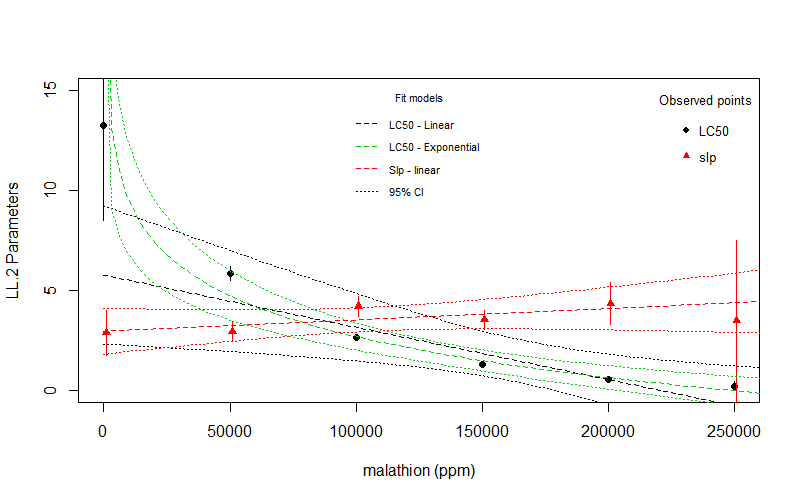 Fit models
LC50 - Linear
LC50 - Exponential
Slp - linear
95% CI
Observed points
LC50
slp
15
10
5
0
LL.2 Parameters
0
50000
100000
150000
200000
250000
malathion (ppm)